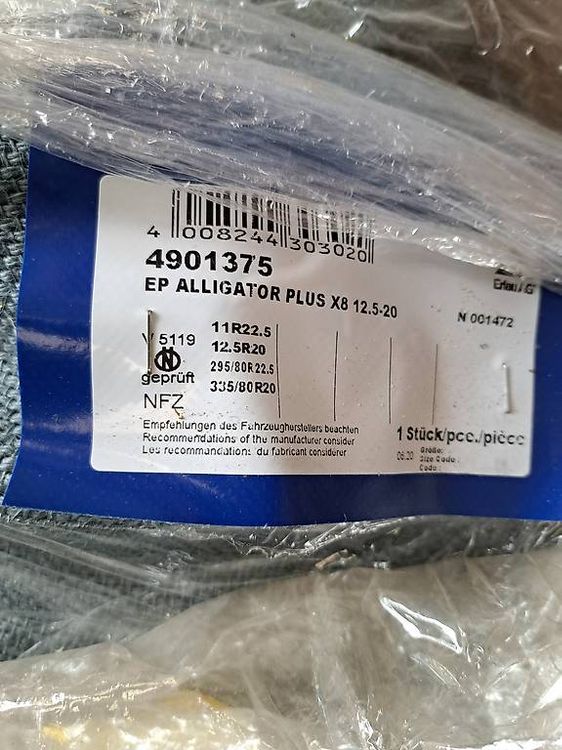 4 008244 303020
4901375
EP ALLIGATOR PLUS X8 12.5-20
Erlau AG
N 001472
V 5119
geprüft
NFZ
11R22.5
12.5R20
295/80R22.5
335/80R20
Empfehlungen des Fahrzeugherstellers beachten
Recommendations of the manufacturer consider
Les recommandations du fabricant considérer
1 Stück/pce./pièce
06.20
Größe:
Size Code:
Code: